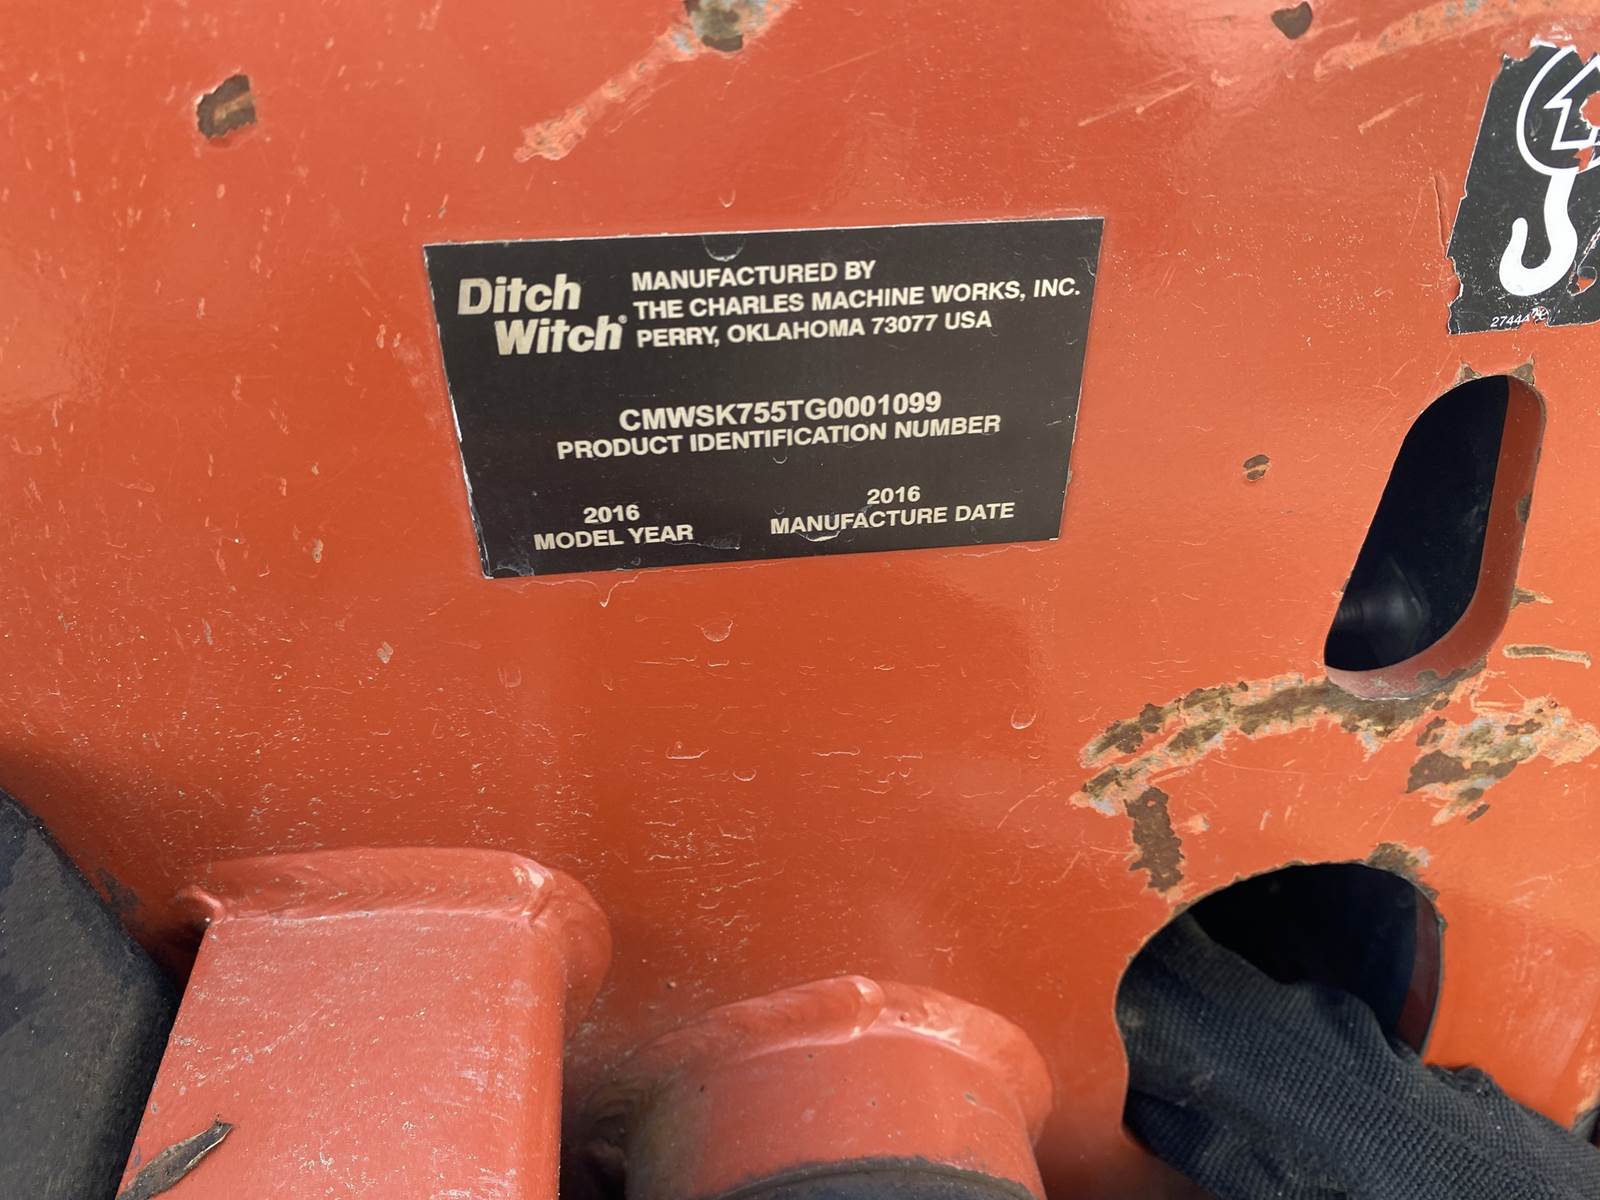 Ditch
Witch®
MANUFACTURED BY
THE CHARLES MACHINE WORKS, INC.
PERRY, OKLAHOMA 73077 USA
CMWSK755TG0001099
PRODUCT IDENTIFICATION NUMBER
2016
MODEL YEAR
2016
MANUFACTURE DATE